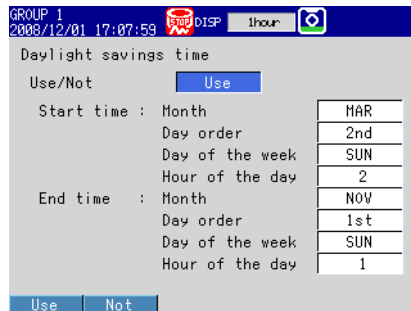 GROUP 1
2008/12/01 17:07:59 STOP DISP 1hour
Daylight savings time
Use/Not Use
Start time : Month MAR
Day order 2nd
Day of the week SUN
Hour of the day 2
End time : Month NOV
Day order 1st
Day of the week SUN
Hour of the day 1
Use Not